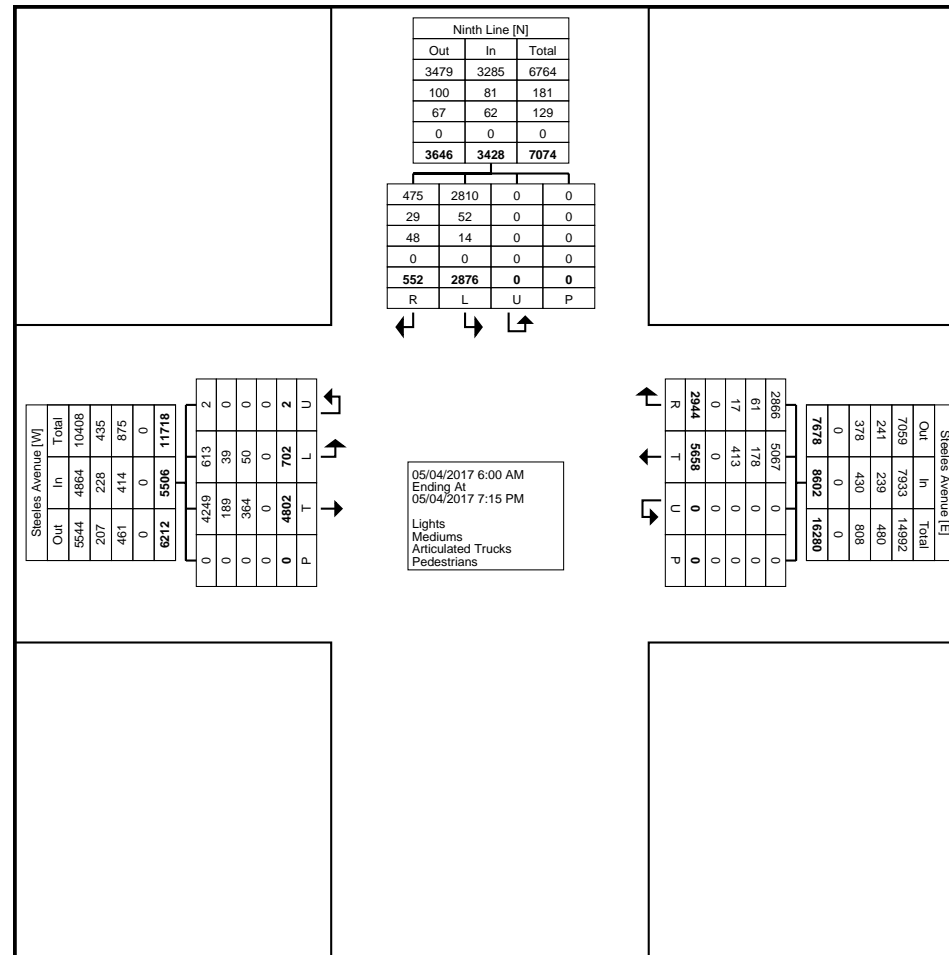 Ninth Line [N]
Out In Total
3479 3285 6764
100 81 181
67 62 129
0 0 0
3646 3428 7074
475 2810 0 0
29 52 0 0
48 14 0 0
0 0 0 0
552 2876 0 0
R L U P
Steeles Avenue [W]
Total In Out
10408 4864 5544
435 228 207
875 414 461
0 0 0
11718 5506 6212
2 613 4249 0
0 39 189 0
0 50 364 0
0 0 0 0
2 702 4802 0
U L T P
05/04/2017 6:00 AM
Ending At
05/04/2017 7:15 PM
Lights
Mediums
Articulated Trucks
Pedestrians
Steeles Avenue [E]
Out In Total
7059 7933 14992
241 239 480
378 430 808
0 0 0
7678 8602 16280
2866 5067 0 0
61 178 0 0
17 413 0 0
0 0 0 0
2944 5658 0 0
R T U P